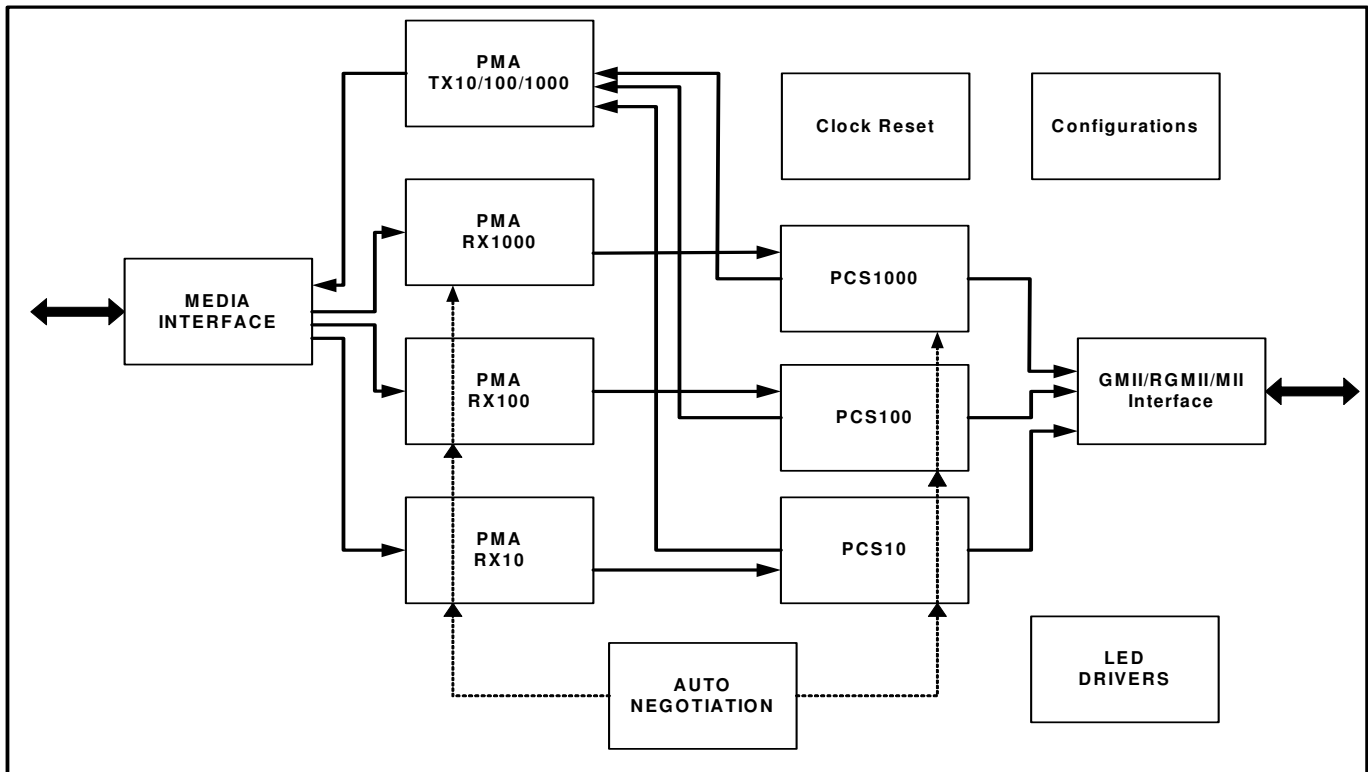 PMA
TX10/100/1000
Clock Reset
Configurations
PMA
RX1000
PCS1000
MEDIA
INTERFACE
PMA
RX100
PCS100
GMII/RGMII/MII
Interface
PMA
RX10
PCS10
AUTO
NEGOTIATION
LED
DRIVERS